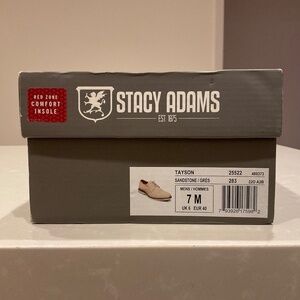 RED ZONE
COMFORT
INSOLE
STACY ADAMS
EST 1875
TAYSON 25522
SANDSTONE / GRÈS 283
MENS / HOMMES
7 M
UK 6 EUR 40